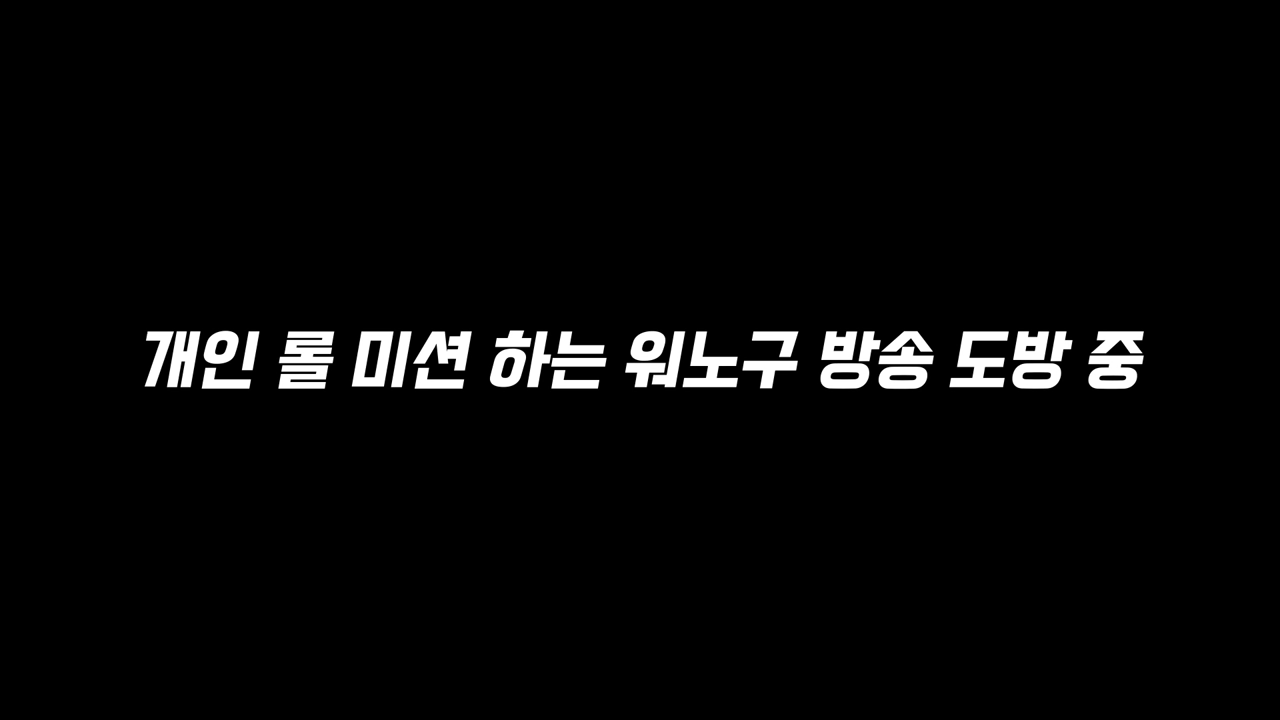 개인 롤 미션 하는 워노구 방송 도방 중